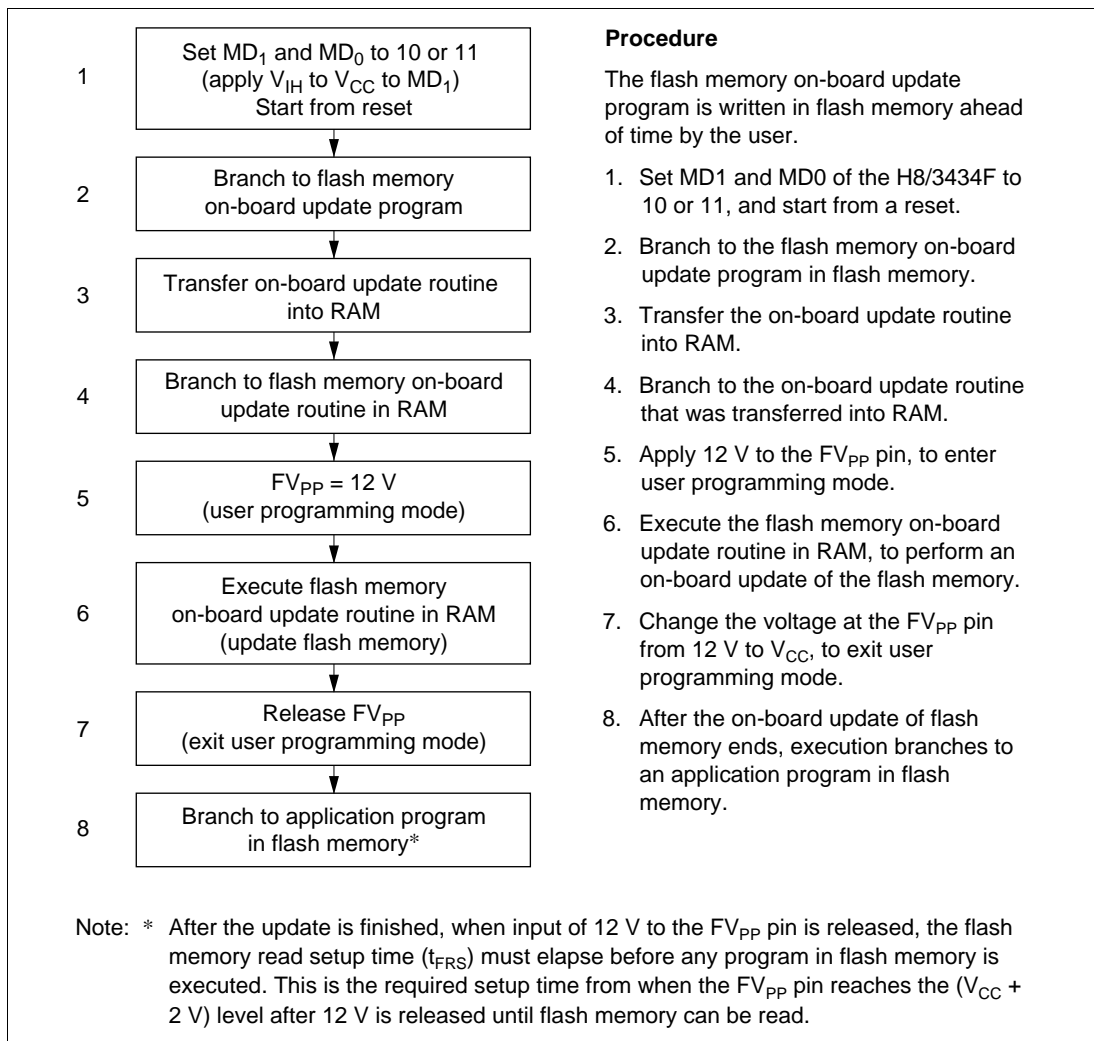 1
Set MD1 and MD0 to 10 or 11
(apply VIH to VCC to MD1)
Start from reset
2
Branch to flash memory
on-board update program
3
Transfer on-board update routine
into RAM
4
Branch to flash memory on-board
update routine in RAM
5
FVPP = 12 V
(user programming mode)
6
Execute flash memory
on-board update routine in RAM
(update flash memory)
7
Release FVPP
(exit user programming mode)
8
Branch to application program
in flash memory*
Procedure
The flash memory on-board update
program is written in flash memory ahead
of time by the user.
1. Set MD1 and MD0 of the H8/3434F to
10 or 11, and start from a reset.
2. Branch to the flash memory on-board
update program in flash memory.
3. Transfer the on-board update routine
into RAM.
4. Branch to the on-board update routine
that was transferred into RAM.
5. Apply 12 V to the FVPP pin, to enter
user programming mode.
6. Execute the flash memory on-board
update routine in RAM, to perform an
on-board update of the flash memory.
7. Change the voltage at the FVPP pin
from 12 V to VCC, to exit user
programming mode.
8. After the on-board update of flash
memory ends, execution branches to
an application program in flash
memory.
Note: * After the update is finished, when input of 12 V to the FVPP pin is released, the flash
memory read setup time (tFRS) must elapse before any program in flash memory is
executed. This is the required setup time from when the FVPP pin reaches the (VCC +
2 V) level after 12 V is released until flash memory can be read.